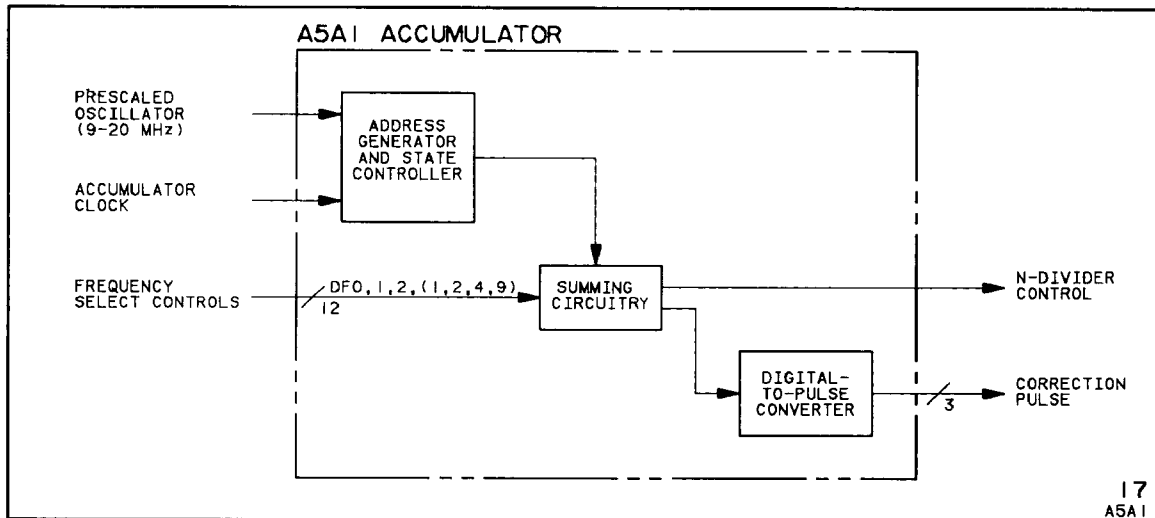 A5A1 ACCUMULATOR
PRESCALED
OSCILLATOR
(9-20 MHz)
ADDRESS
GENERATOR
AND STATE
CONTROLLER
ACCUMULATOR
CLOCK
FREQUENCY
SELECT CONTROLS
DF0,1,2,(1,2,4,9)
12
SUMMING
CIRCUITRY
N-DIVIDER
CONTROL
DIGITAL-
TO-PULSE
CONVERTER
3
CORRECTION
PULSE
17
A5A1